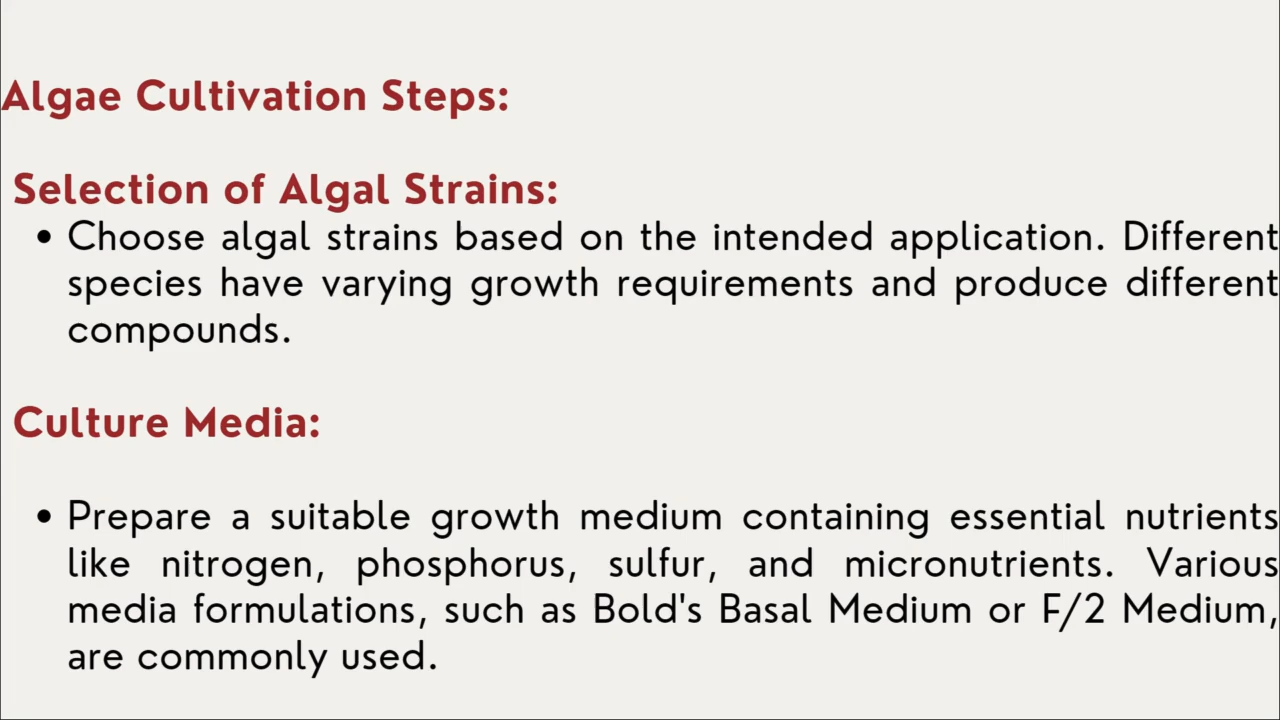 Algae Cultivation Steps:
Selection of Algal Strains:
• Choose algal strains based on the intended application. Different
species have varying growth requirements and produce different
compounds.
Culture Media:
• Prepare a suitable growth medium containing essential nutrients
like nitrogen, phosphorus, sulfur, and micronutrients. Various
media formulations, such as Bold's Basal Medium or F/2 Medium,
are commonly used.